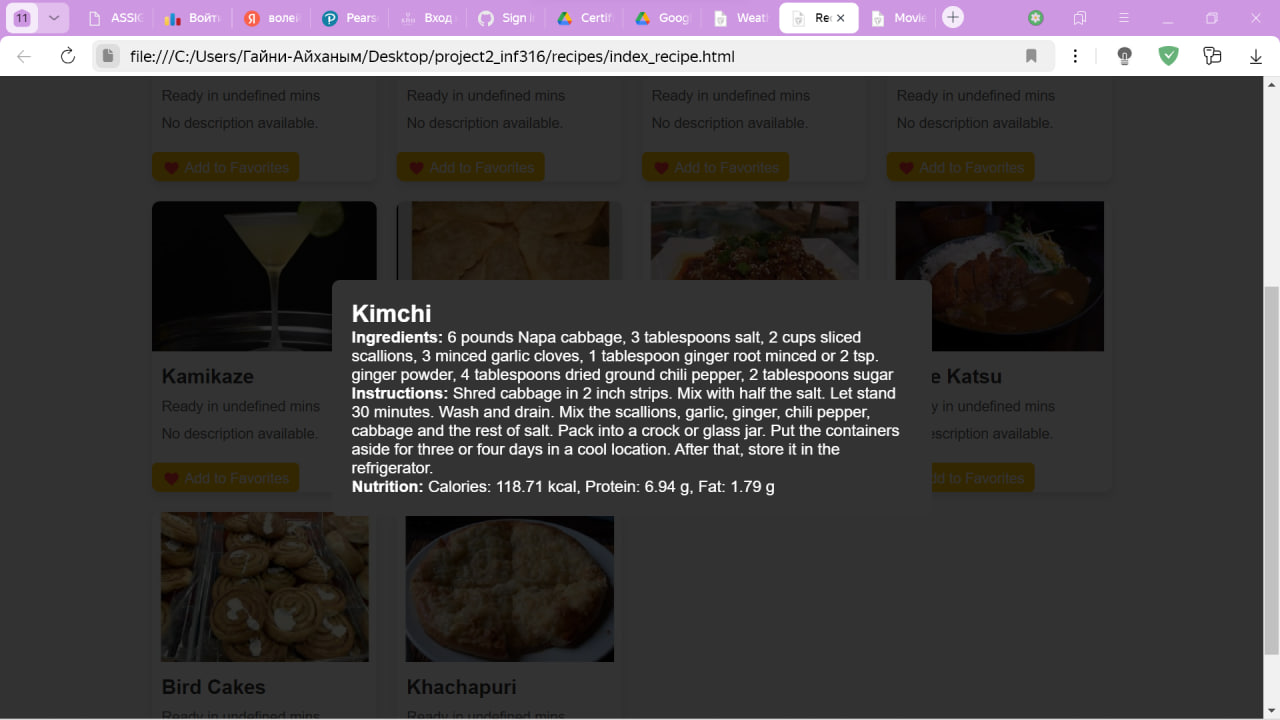 11
ASSIG
Войти
волей
Pearso
Вход
Sign i
Certif
Googl
Weath
Rec
Movie
file:///C:/Users/Гайни-Айханым/Desktop/project2_inf316/recipes/index_recipe.html
Ready in undefined mins Ready in undefined mins Ready in undefined mins Ready in undefined mins
No description available. No description available. No description available. No description available.
Add to Favorites Add to Favorites Add to Favorites Add to Favorites
Kimchi
Ingredients: 6 pounds Napa cabbage, 3 tablespoons salt, 2 cups sliced
scallions, 3 minced garlic cloves, 1 tablespoon ginger root minced or 2 tsp.
ginger powder, 4 tablespoons dried ground chili pepper, 2 tablespoons sugar
Instructions: Shred cabbage in 2 inch strips. Mix with half the salt. Let stand
30 minutes. Wash and drain. Mix the scallions, garlic, ginger, chili pepper,
cabbage and the rest of salt. Pack into a crock or glass jar. Put the containers
aside for three or four days in a cool location. After that, store it in the
refrigerator.
Nutrition: Calories: 118.71 kcal, Protein: 6.94 g, Fat: 1.79 g
Kamikaze
Ready in undefined mins
No description available.
Add to Favorites
e Katsu
undefined mins
ription available.
to Favorites
Bird Cakes Khachapuri
Ready in undefined mins Ready in undefined mins